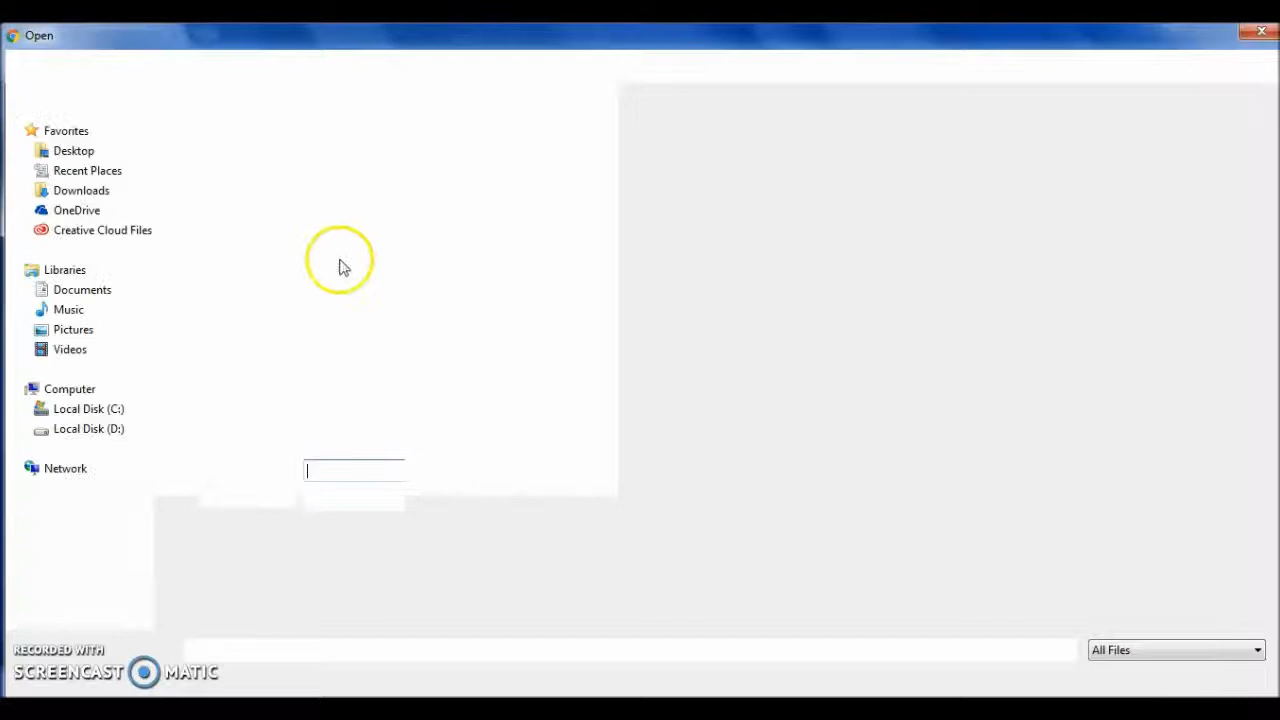 Open
Favorites
Desktop
Recent Places
Downloads
OneDrive
Creative Cloud Files
Libraries
Documents
Music
Pictures
Videos
Computer
Local Disk (C:)
Local Disk (D:)
Network
All Files
RECORDED WITH
SCREENCAST MATIC